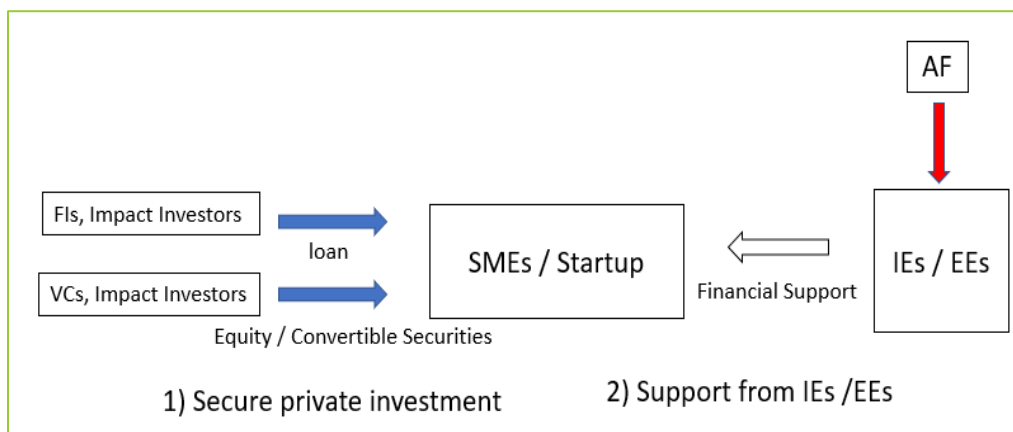 AF
FIs, Impact Investors
loan
VCs, Impact Investors
Equity / Convertible Securities
SMEs / Startup
Financial Support
IEs / EEs
1) Secure private investment
2) Support from IEs /EEs